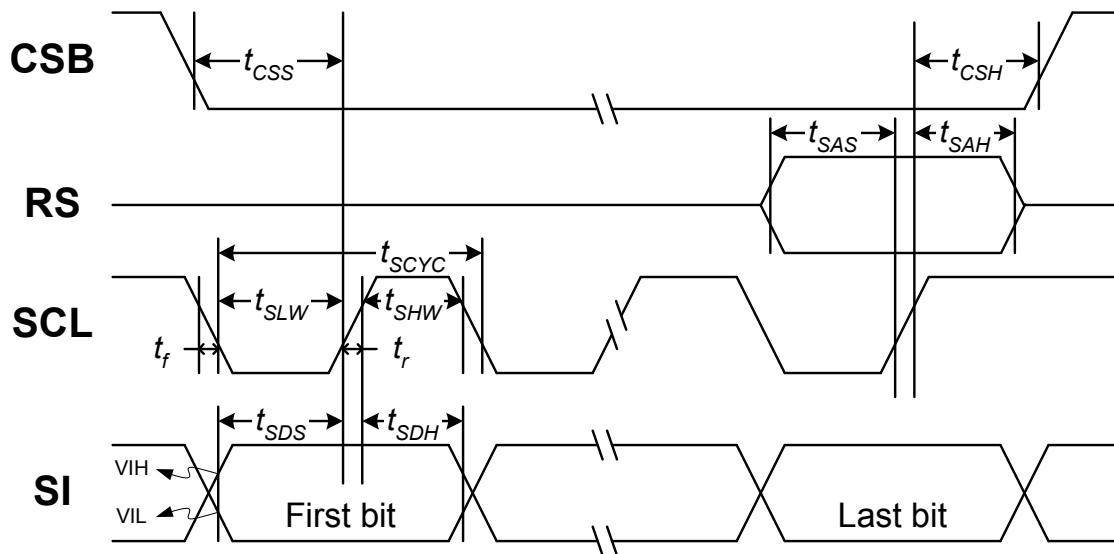 CSB
tCSS
tCSH
tSAS
tSAH
RS
tSCYC
SCL
tSLW
tSHW
tf
tr
tSDS
tSDH
VIH
SI
VIL
First bit
Last bit